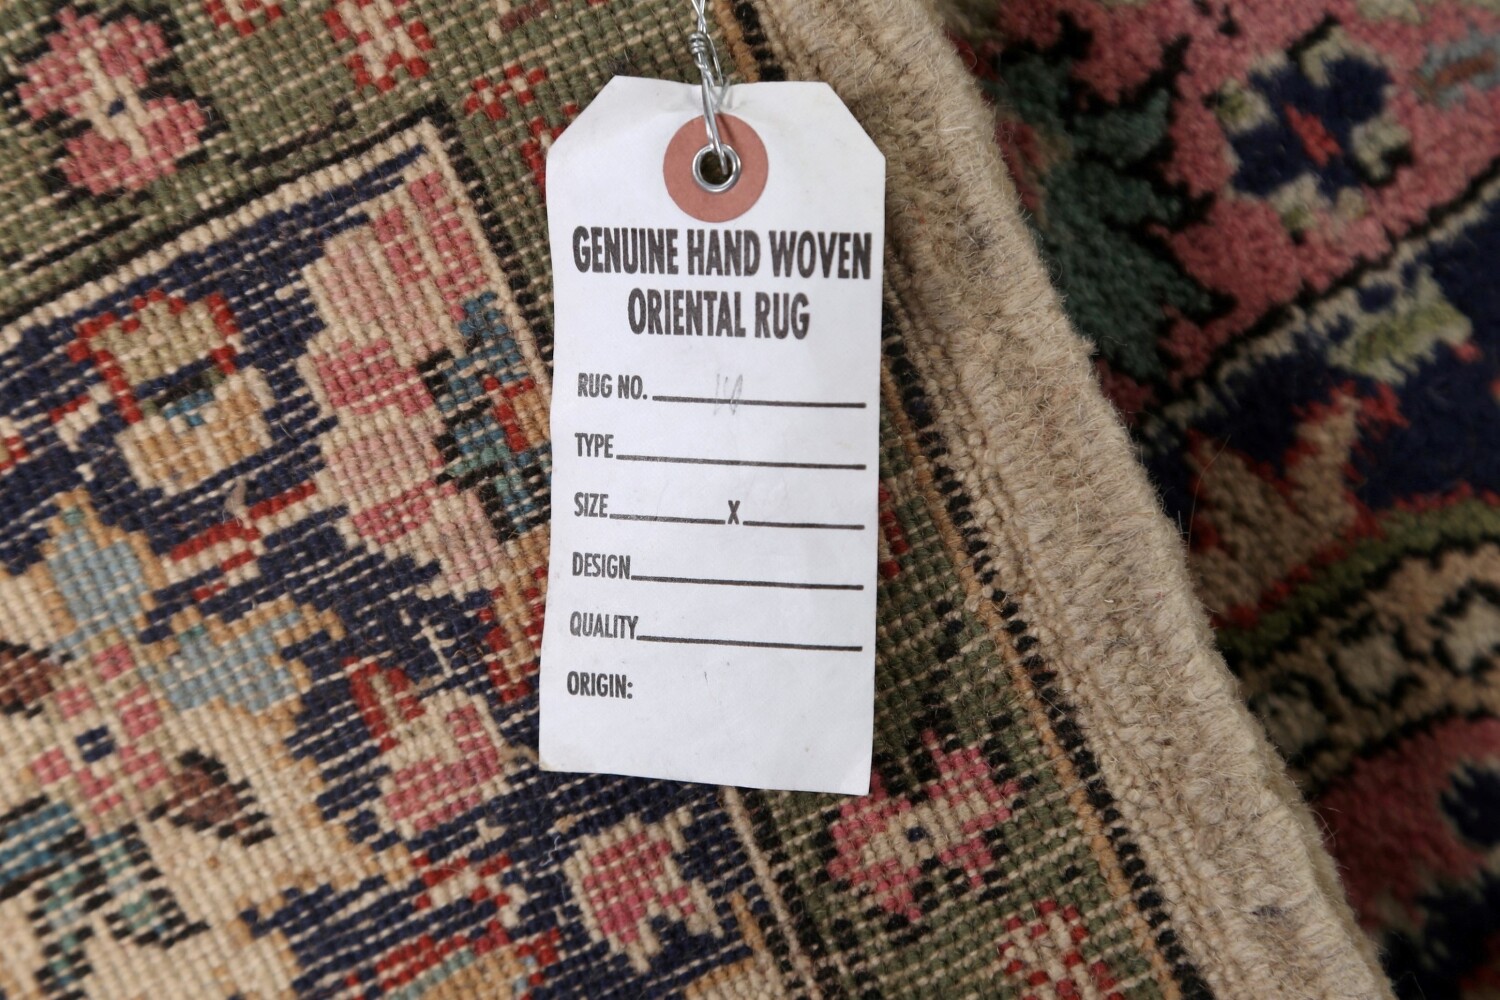 GENUINE HAND WOVEN
ORIENTAL RUG
RUG NO.
TYPE
SIZE X
DESIGN
QUALITY
ORIGIN: